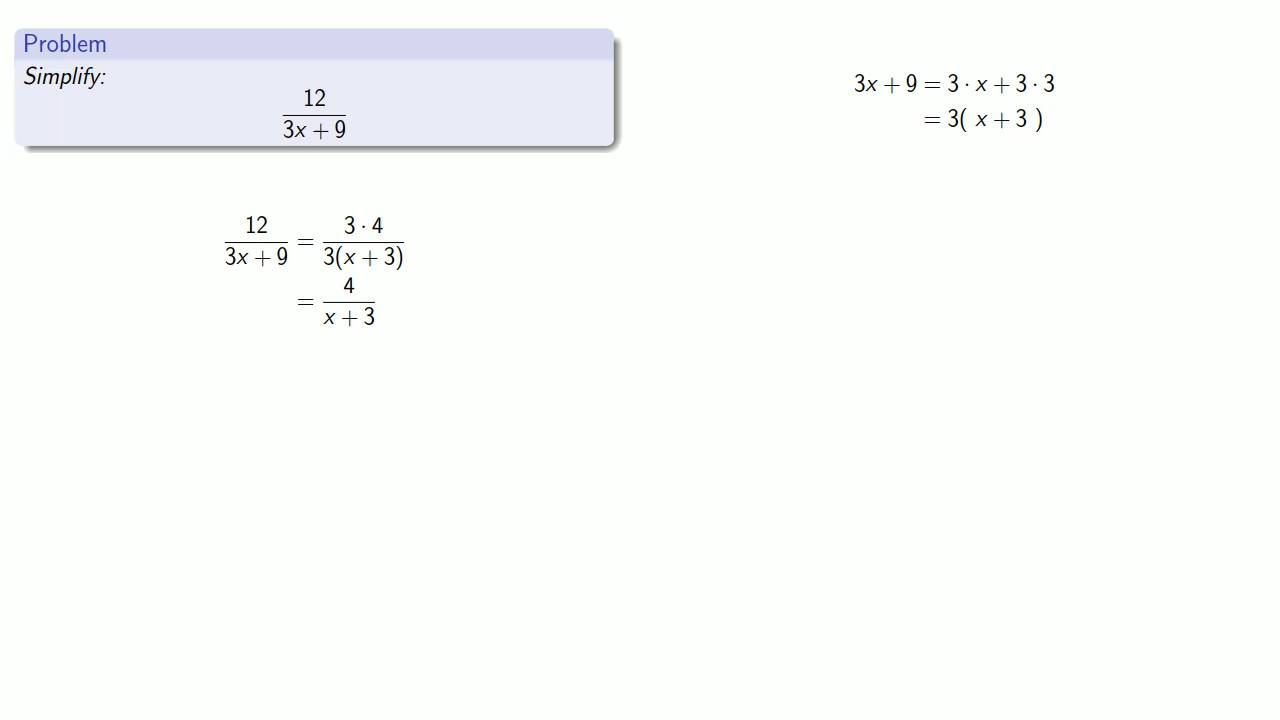 Problem
Simplify:
12
3x + 9
3x + 9 = 3 · x + 3 · 3
= 3( x + 3 )
12 / 3x + 9 = 3 · 4 / 3(x + 3)
= 4 / x + 3